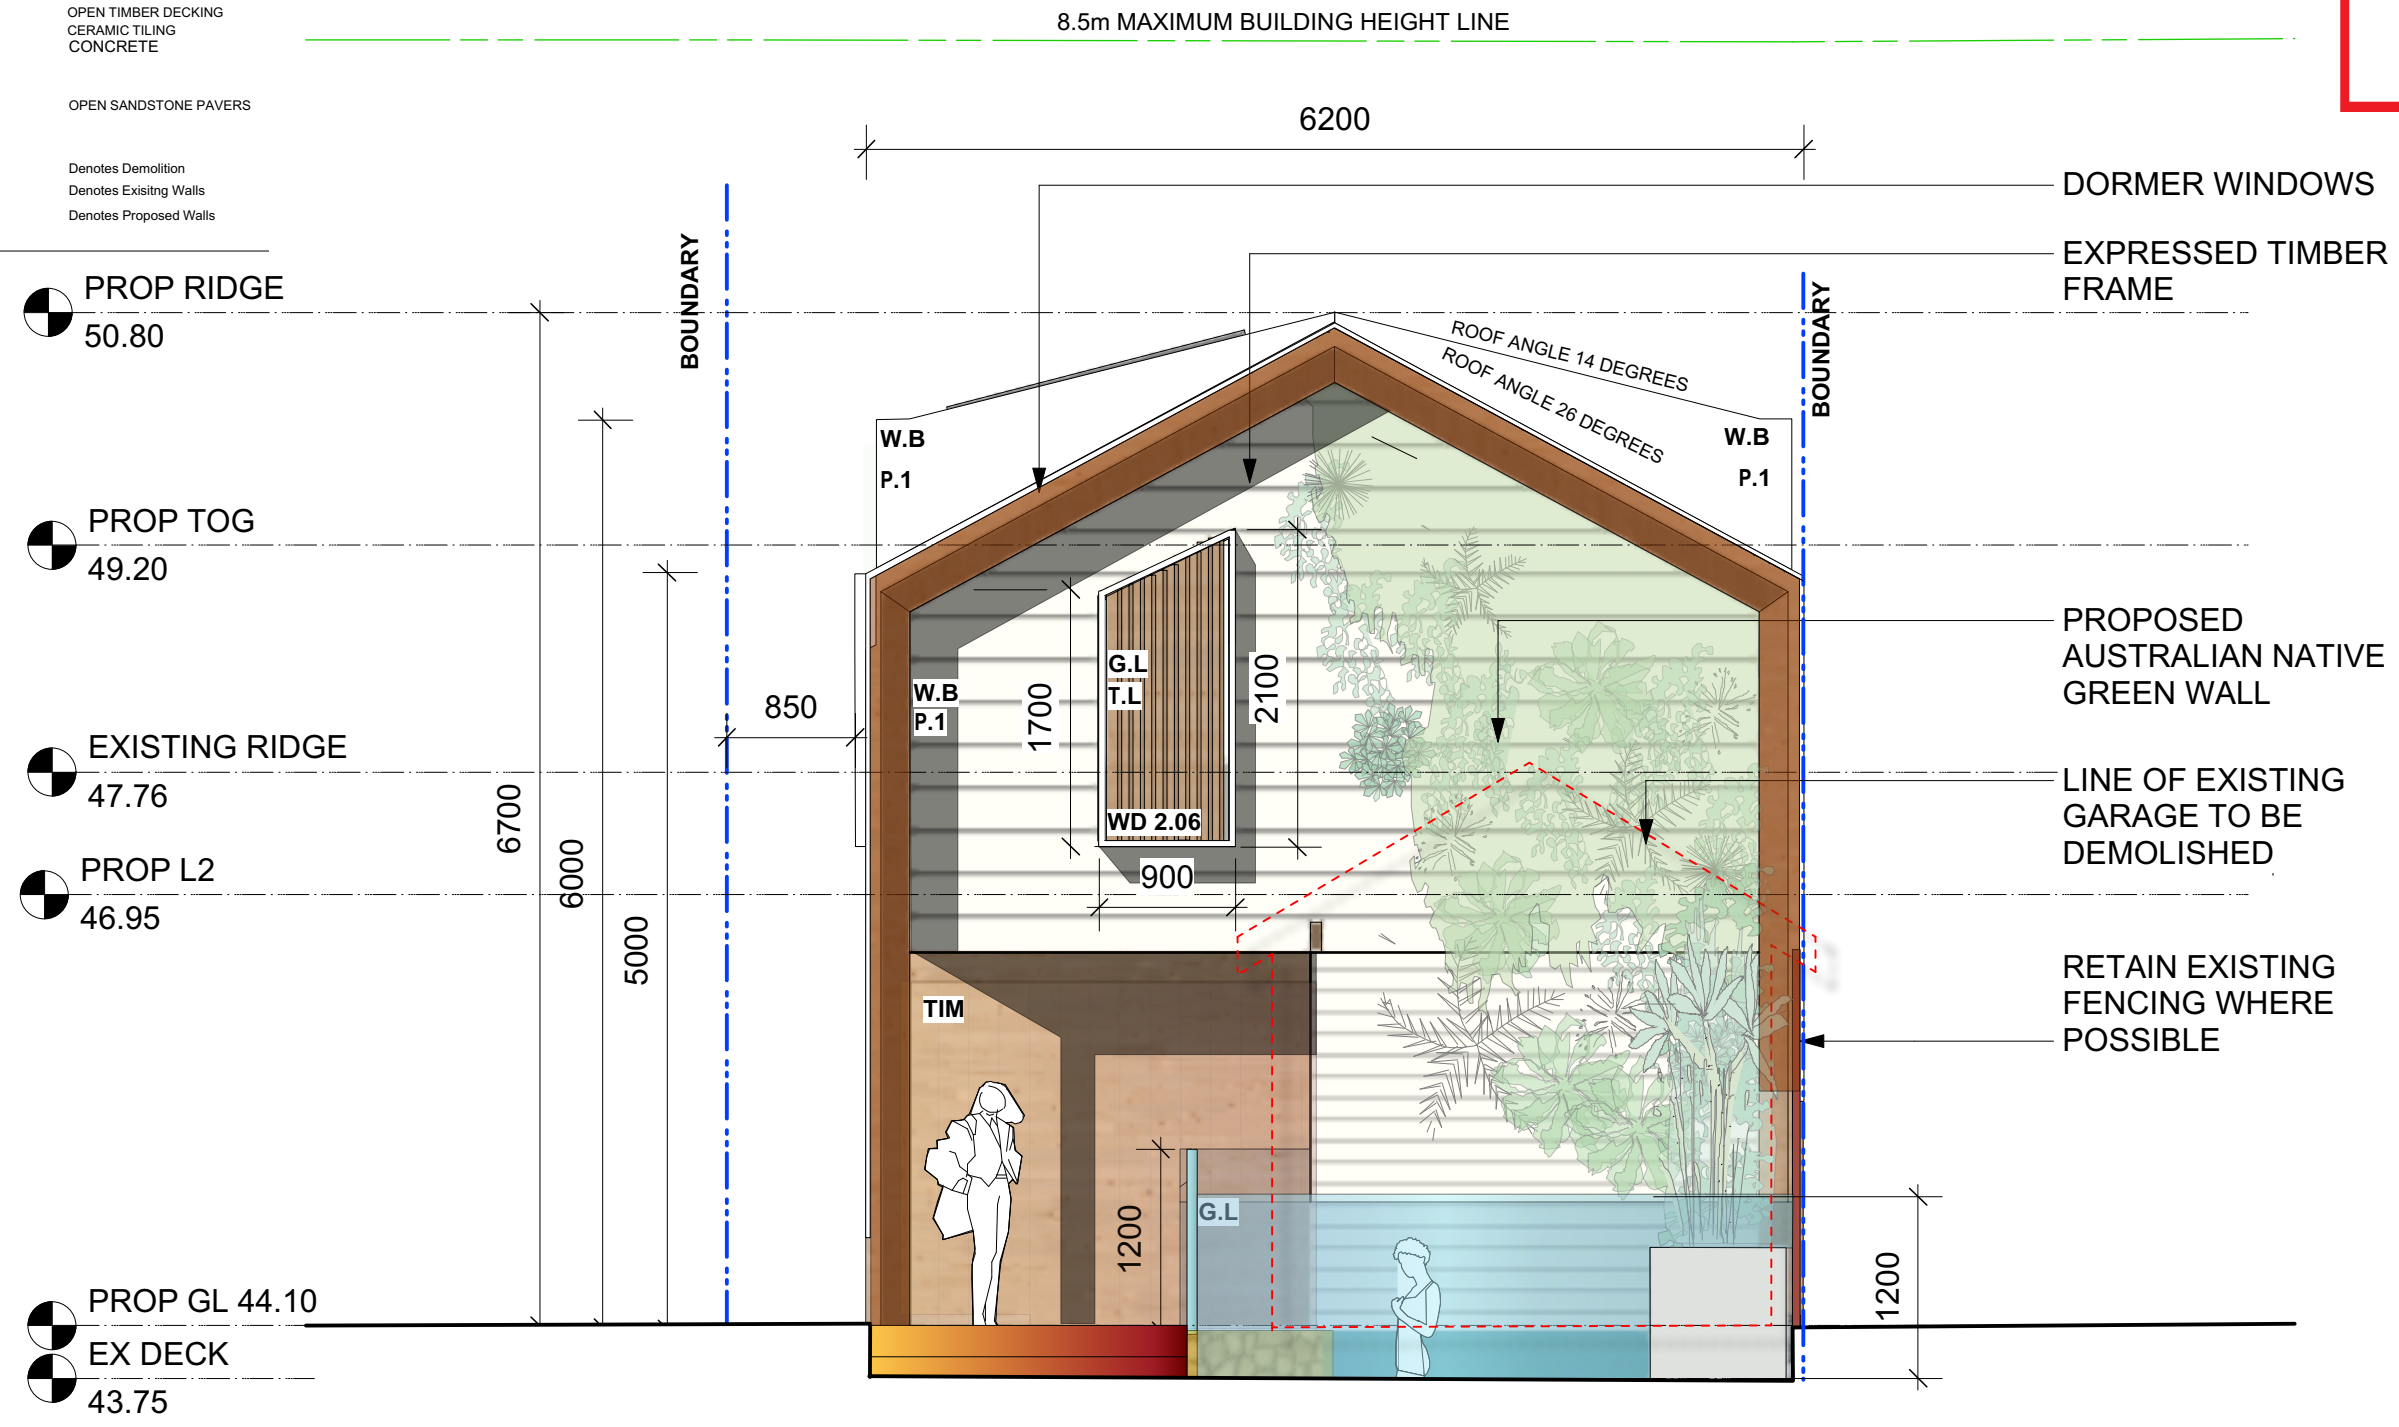 OPEN TIMBER DECKING
CERAMIC TILING
CONCRETE
8.5m MAXIMUM BUILDING HEIGHT LINE
OPEN SANDSTONE PAVERS
6200
Denotes Demolition
Denotes Exisitng Walls
Denotes Proposed Walls
DORMER WINDOWS
EXPRESSED TIMBER
FRAME
BOUNDARY
BOUNDARY
PROP RIDGE
50.80
ROOF ANGLE 14 DEGREES
ROOF ANGLE 26 DEGREES
W.B
P.1
W.B
P.1
PROP TOG
49.20
PROPOSED
AUSTRALIAN NATIVE
GREEN WALL
G.L
T.L
W.B
P.1
1700
2100
850
EXISTING RIDGE
47.76
WD 2.06
900
LINE OF EXISTING
GARAGE TO BE
DEMOLISHED
6700
6000
5000
PROP L2
46.95
TIM
RETAIN EXISTING
FENCING WHERE
POSSIBLE
1200
G.L
1200
PROP GL 44.10
EX DECK
43.75